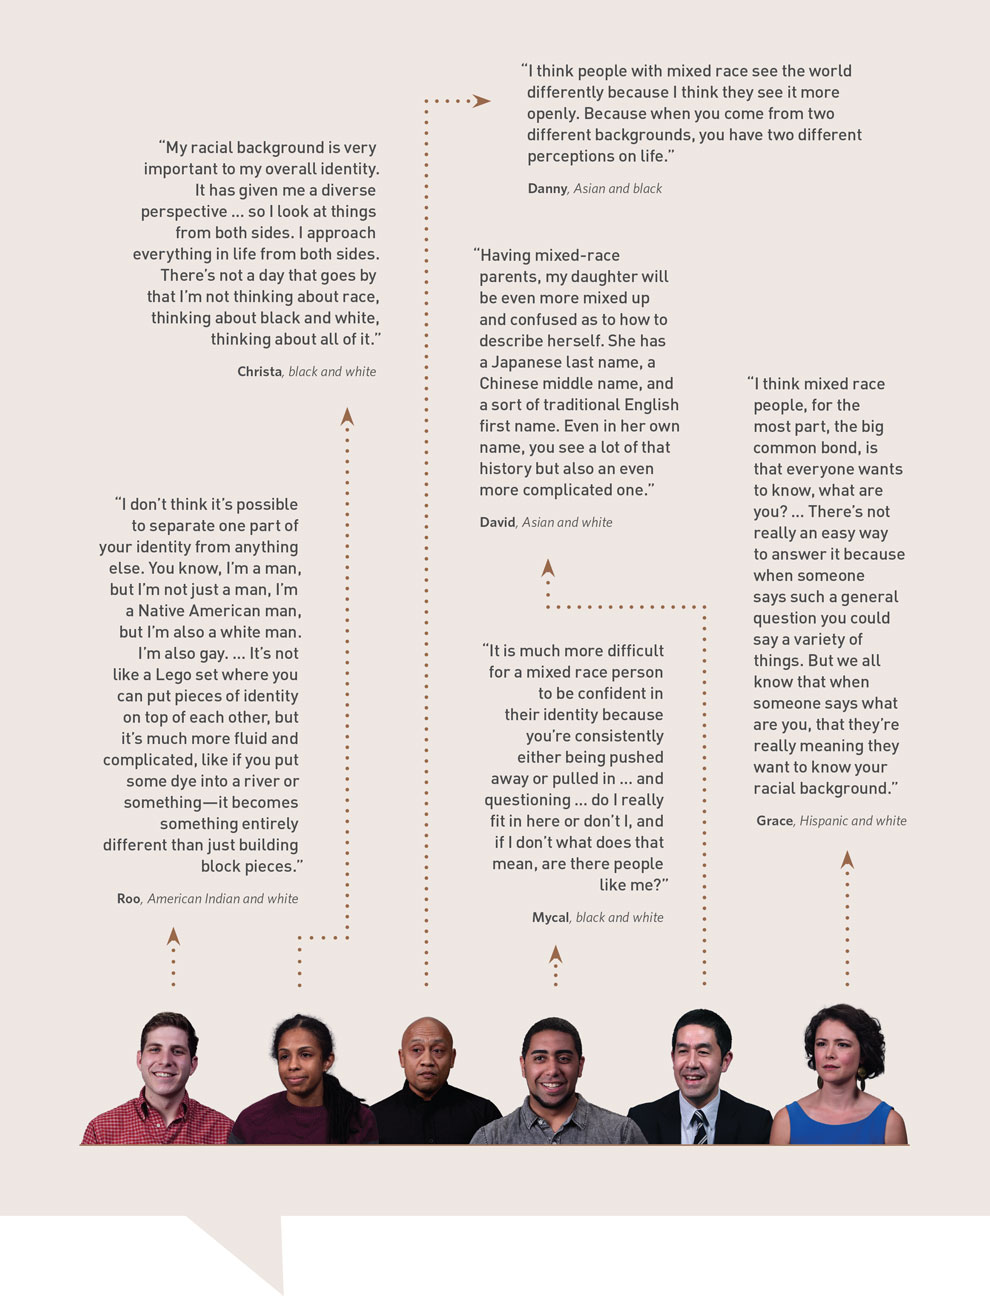 “I think people with mixed race see the world
differently because I think they see it more
openly. Because when you come from two
different backgrounds, you have two different
perceptions on life.”
Danny, Asian and black
“My racial background is very
important to my overall identity.
It has given me a diverse
perspective ... so I look at things
from both sides. I approach
everything in life from both sides.
There’s not a day that goes by
that I’m not thinking about race,
thinking about black and white,
thinking about all of it.”
Christa, black and white
“Having mixed-race
parents, my daughter will
be even more mixed up
and confused as to how to
describe herself. She has
a Japanese last name, a
Chinese middle name, and
a sort of traditional English
first name. Even in her own
name, you see a lot of that
history but also an even
more complicated one.”
David, Asian and white
“I think mixed race
people, for the
most part, the big
common bond, is
that everyone wants
to know, what are
you? ... There’s not
really an easy way
to answer it because
when someone
says such a general
question you could
say a variety of
things. But we all
know that when
someone says what
are you, that they’re
really meaning they
want to know your
racial background.”
Grace, Hispanic and white
“I don’t think it’s possible
to separate one part of
your identity from anything
else. You know, I’m a man,
but I’m not just a man, I’m
a Native American man,
but I’m also a white man.
I’m also gay. ... It’s not
like a Lego set where you
can put pieces of identity
on top of each other, but
it’s much more fluid and
complicated, like if you put
some dye into a river or
something—it becomes
something entirely
different than just building
block pieces.”
Roo, American Indian and white
“It is much more difficult
for a mixed race person
to be confident in
their identity because
you’re consistently
either being pushed
away or pulled in ... and
questioning ... do I really
fit in here or don’t I, and
if I don’t what does that
mean, are there people
like me?”
Mycal, black and white